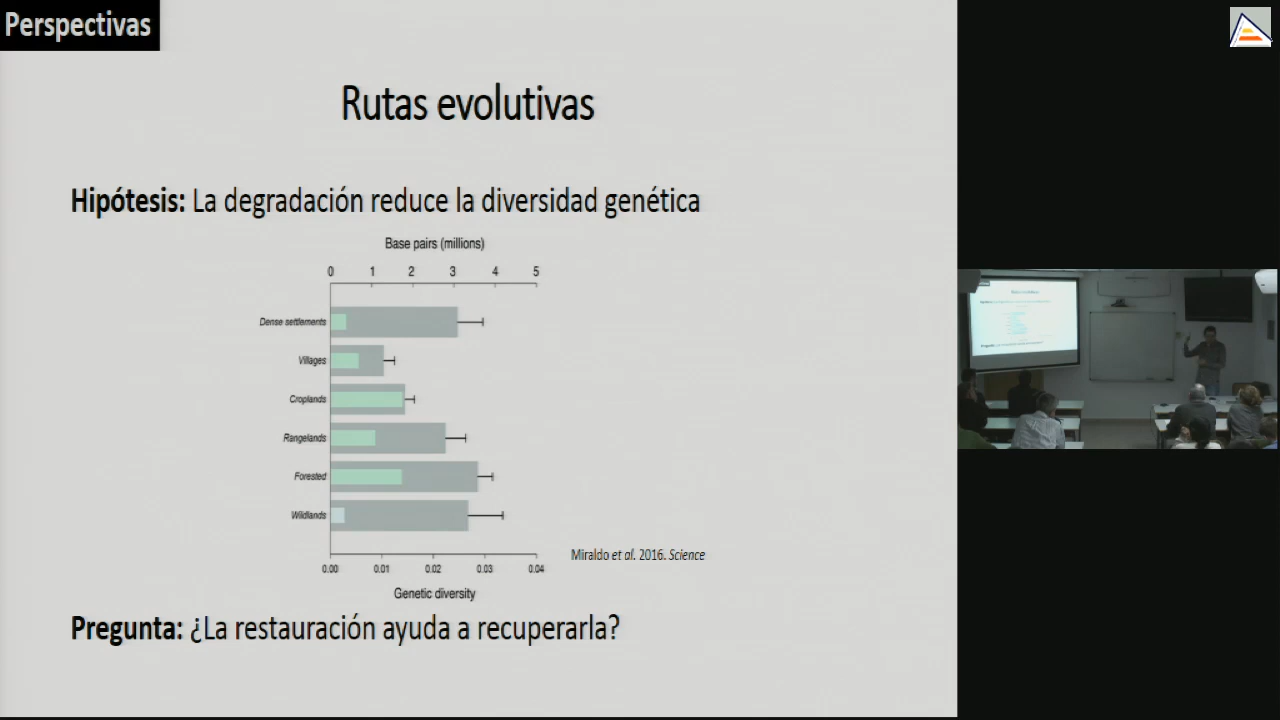 Perspectivas
Rutas evolutivas
Hipótesis: La degradación reduce la diversidad genética
Base pairs (millions)
0 1 2 3 4 5
Dense settlements
Villages
Croplands
Rangelands
Forested
Wildlands
0.00 0.01 0.02 0.03 0.04
Genetic diversity
Miraldo et al. 2016. Science
Pregunta: ¿La restauración ayuda a recuperarla?